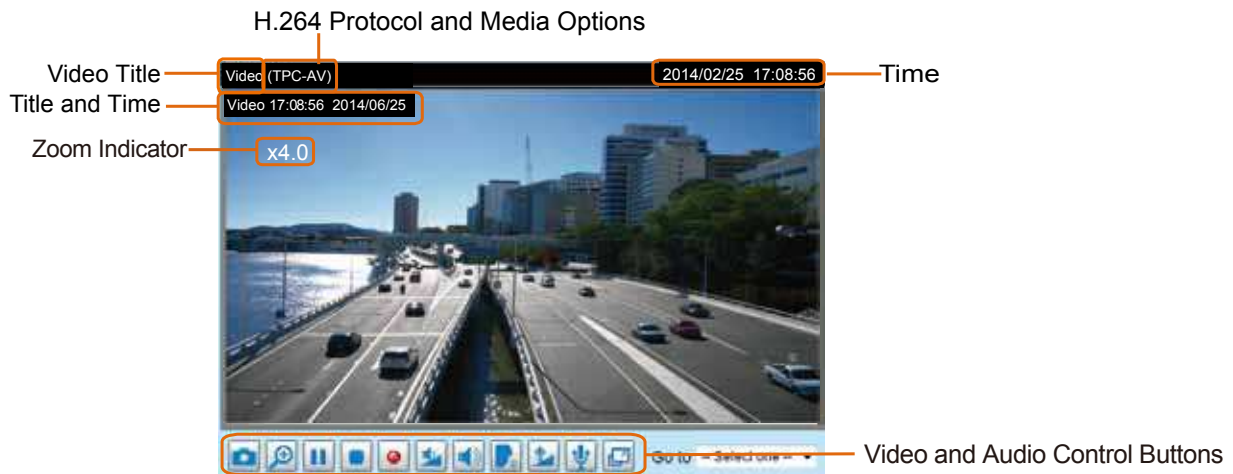 H.264 Protocol and Media Options
Video Title
Video (TPC-AV)
2014/02/25 17:08:56
Time
Title and Time
Video 17:08:56 2014/06/25
Zoom Indicator
x4.0
Go to
-- Select one --
Video and Audio Control Buttons